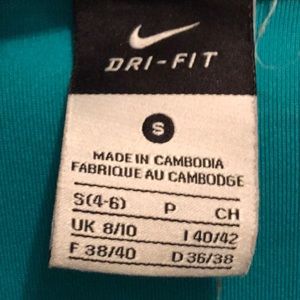 DRI-FIT
S
MADE IN CAMBODIA
FABRIQUE AU CAMBODGE
S(4-6) P CH
UK 8/10 I 40/42
F 38/40 D 36/38